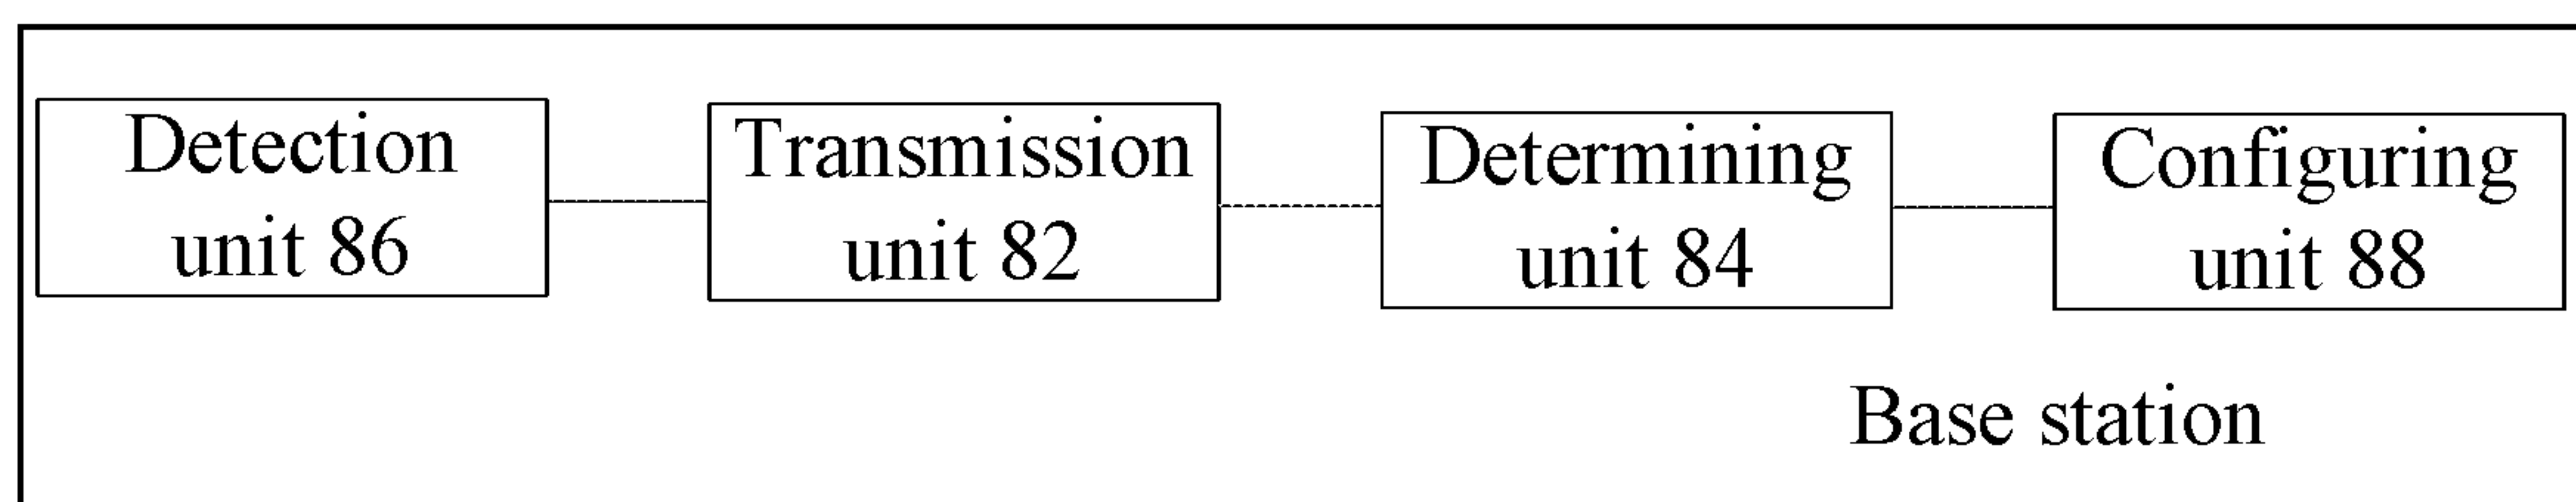 Detection
unit 86
Transmission
unit 82
Determining
unit 84
Configuring
unit 88
Base station